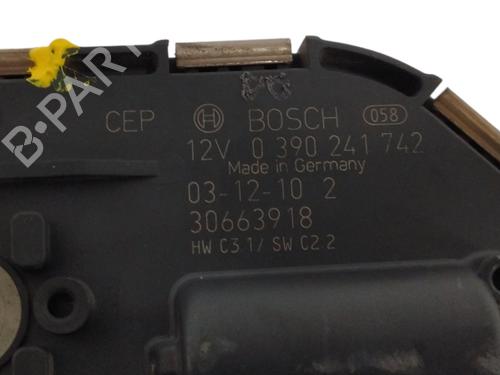 CEP BOSCH 058
12V 0 390 241 742
Made in Germany
03-12-10 2
30663918
HW C3 1/ SW C2.2
B-PARTS